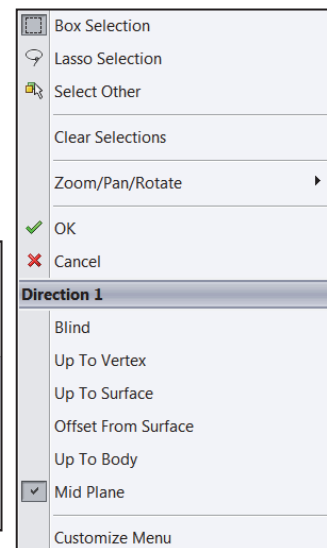 Box Selection
Lasso Selection
Select Other
Clear Selections
Zoom/Pan/Rotate
OK
Cancel
Direction 1
Blind
Up To Vertex
Up To Surface
Offset From Surface
Up To Body
Mid Plane
Customize Menu